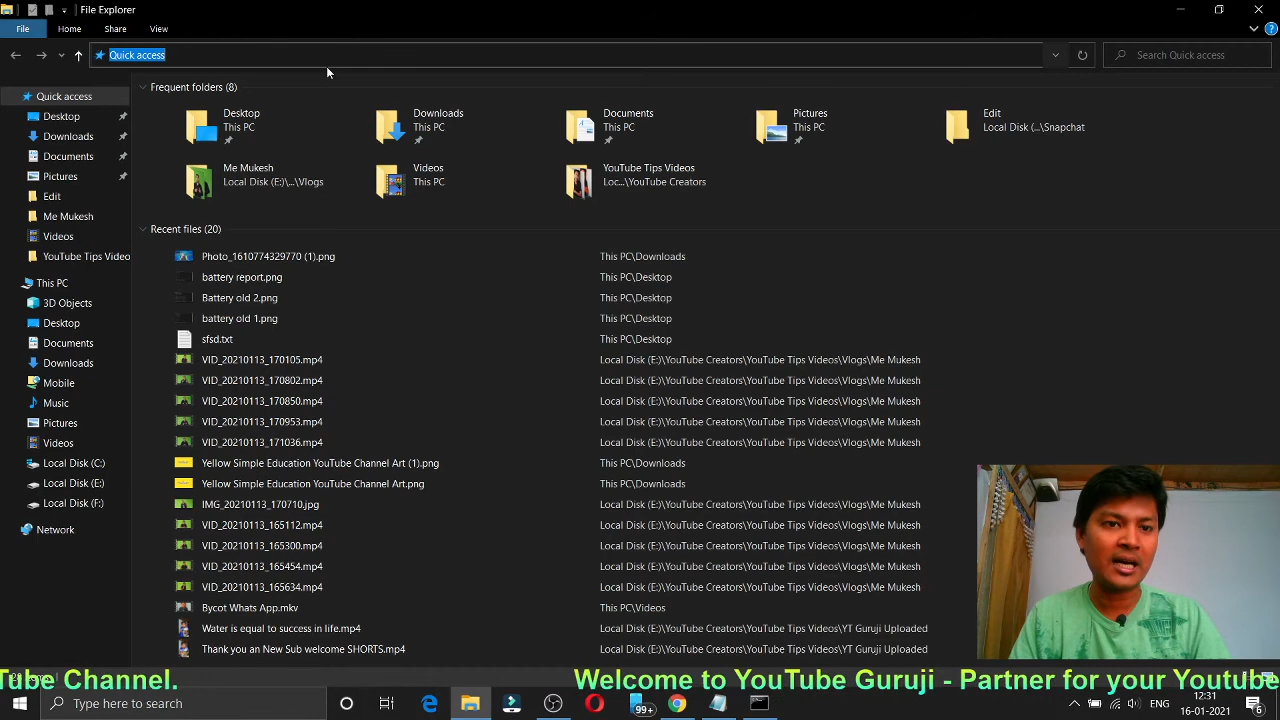 File Explorer
File Home Share View
Quick access
Search Quick access
Quick access
Desktop
Downloads
Documents
Pictures
Edit
Me Mukesh
Videos
YouTube Tips Video
This PC
3D Objects
Desktop
Documents
Downloads
Mobile
Music
Pictures
Videos
Local Disk (C:)
Local Disk (E:)
Local Disk (F:)
Network
Frequent folders (8)
Desktop
This PC
Downloads
This PC
Documents
This PC
Pictures
This PC
Edit
Local Disk (...\Snapchat
Me Mukesh
Local Disk (E:)\...\Vlogs
Videos
This PC
YouTube Tips Videos
Loc...\YouTube Creators
Recent files (20)
Photo_1610774329770 (1).png This PC\Downloads
battery report.png This PC\Desktop
Battery old 2.png This PC\Desktop
battery old 1.png This PC\Desktop
sfsd.txt This PC\Desktop
VID_20210113_170105.mp4 Local Disk (E:)\YouTube Creators\YouTube Tips Videos\Vlogs\Me Mukesh
VID_20210113_170802.mp4 Local Disk (E:)\YouTube Creators\YouTube Tips Videos\Vlogs\Me Mukesh
VID_20210113_170850.mp4 Local Disk (E:)\YouTube Creators\YouTube Tips Videos\Vlogs\Me Mukesh
VID_20210113_170953.mp4 Local Disk (E:)\YouTube Creators\YouTube Tips Videos\Vlogs\Me Mukesh
VID_20210113_171036.mp4 Local Disk (E:)\YouTube Creators\YouTube Tips Videos\Vlogs\Me Mukesh
Yellow Simple Education YouTube Channel Art (1).png This PC\Downloads
Yellow Simple Education YouTube Channel Art.png This PC\Downloads
IMG_20210113_170710.jpg Local Disk (E:)\YouTube Creators\YouTube Tips Videos\Vlogs\Me Mukesh
VID_20210113_165112.mp4 Local Disk (E:)\YouTube Creators\YouTube Tips Videos\Vlogs\Me Mukesh
VID_20210113_165300.mp4 Local Disk (E:)\YouTube Creators\YouTube Tips Videos\Vlogs\Me Mukesh
VID_20210113_165454.mp4 Local Disk (E:)\YouTube Creators\YouTube Tips Videos\Vlogs\Me Mukesh
VID_20210113_165634.mp4 Local Disk (E:)\YouTube Creators\YouTube Tips Videos\Vlogs\Me Mukesh
Bycot Whats App.mkv This PC\Videos
Water is equal to success in life.mp4 Local Disk (E:)\YouTube Creators\YouTube Tips Videos\YT Guruji Uploaded
Thank you an New Sub welcome SHORTS.mp4 Local Disk (E:)\YouTube Creators\YouTube Tips Videos\YT Guruji Uploaded
Tube Channel. Welcome to YouTube Guruji - Partner for your Youtube
Type here to search
99+
12:31
16-01-2021
6